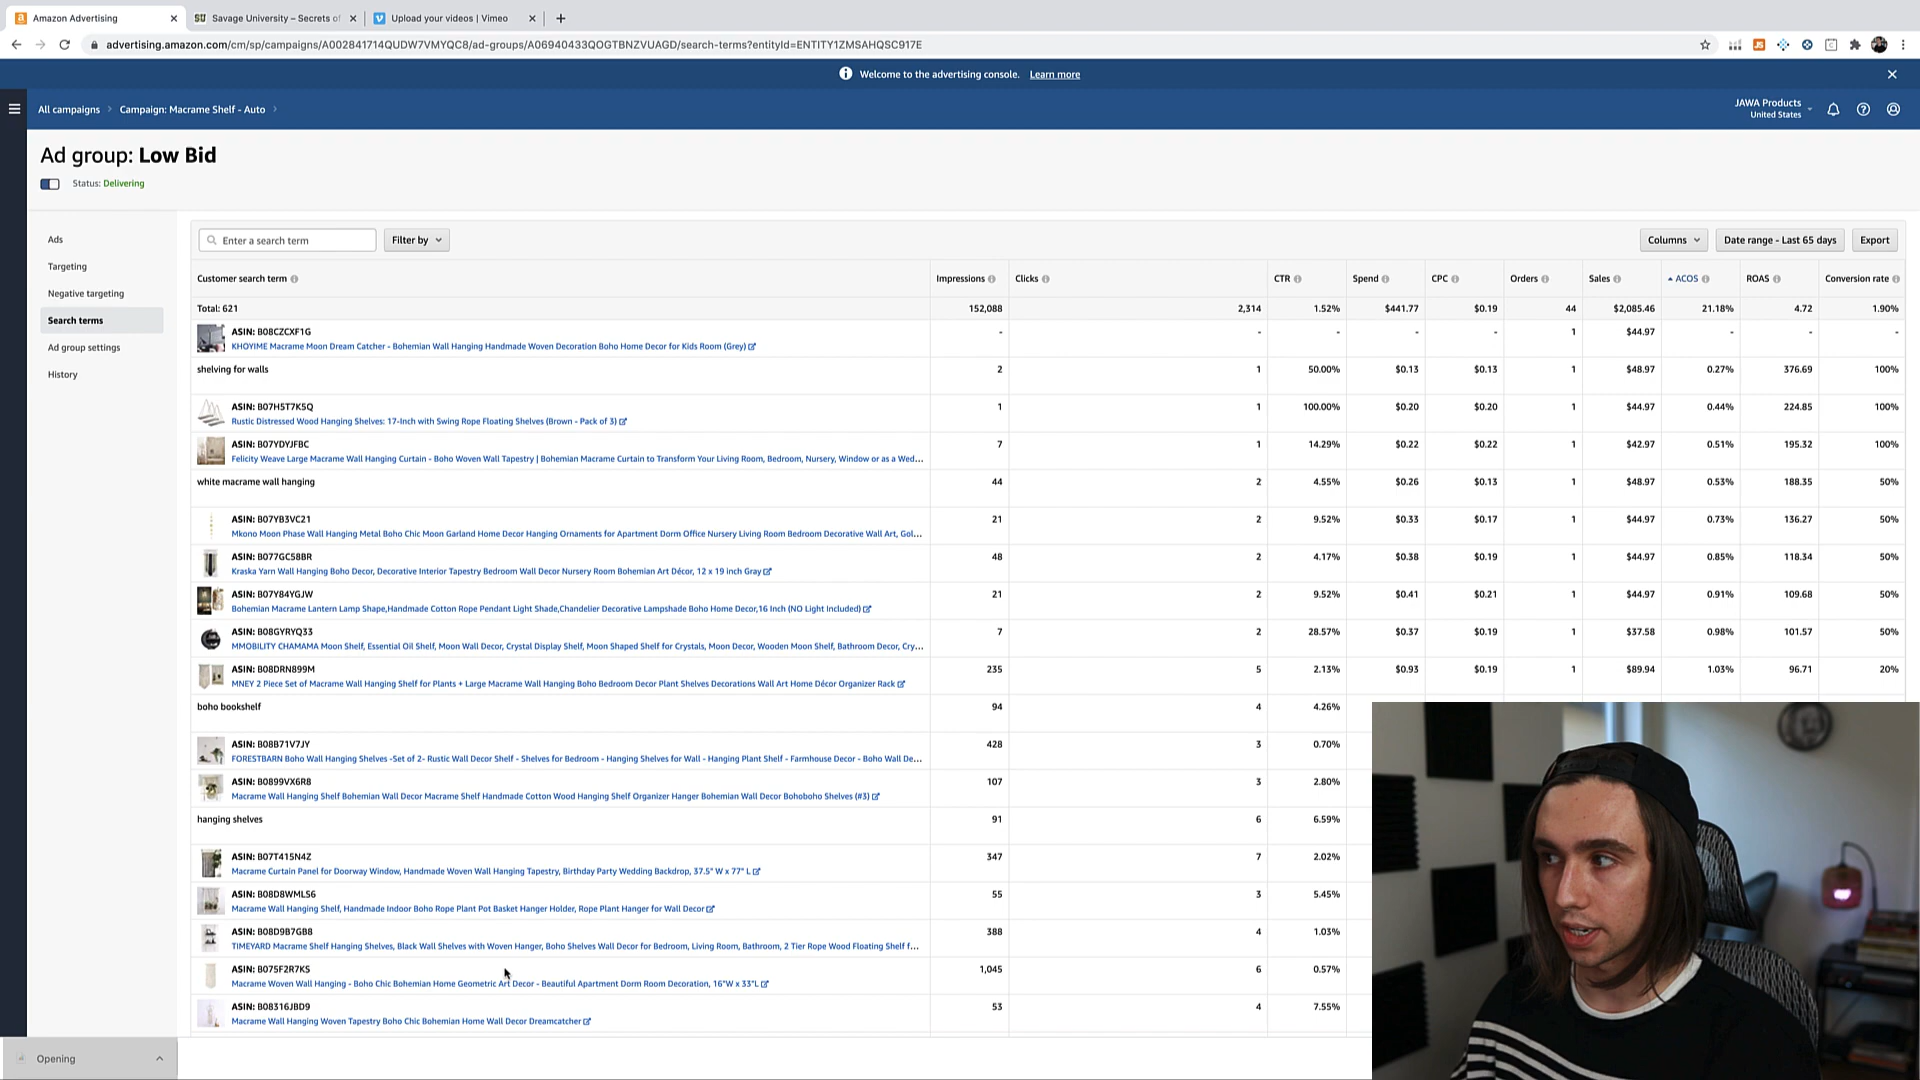 Amazon Advertising
Savage University – Secrets of
Upload your videos | Vimeo
advertising.amazon.com/cm/sp/campaigns/A002841714QUDW7VMYQC8/ad-groups/A06940433QOGTBNZVUAGD/search-terms?entityId=ENTITY1ZMSAHQSC917E
Welcome to the advertising console. Learn more
All campaigns Campaign: Macrame Shelf - Auto
JAWA Products
United States
Ad group: Low Bid
Status: Delivering
Ads
Targeting
Negative targeting
Search terms
Ad group settings
History
Enter a search term Filter by Columns Date range - Last 65 days Export
Customer search term Impressions Clicks CTR Spend CPC Orders Sales ACOS ROAS Conversion rate
Total: 621 152,088 2,314 1.52% $441.77 $0.19 44 $2,085.46 21.18% 4.72 1.90%
ASIN: B08CZCXF1G - - - - - 1 $44.97 - - -
KHOYIME Macrame Moon Dream Catcher - Bohemian Wall Hanging Handmade Woven Decoration Boho Home Decor for Kids Room (Grey)
shelving for walls 2 1 50.00% $0.13 $0.13 1 $48.97 0.27% 376.69 100%
ASIN: B07H5T7K5Q 1 1 100.00% $0.20 $0.20 1 $44.97 0.44% 224.85 100%
Rustic Distressed Wood Hanging Shelves: 17-Inch with Swing Rope Floating Shelves (Brown - Pack of 3)
ASIN: B07YDYJFBC 7 1 14.29% $0.22 $0.22 1 $42.97 0.51% 195.32 100%
Felicity Weave Large Macrame Wall Hanging Curtain - Boho Woven Wall Tapestry | Bohemian Macrame Curtain to Transform Your Living Room, Bedroom, Nursery, Window or as a Wed...
white macrame wall hanging 44 2 4.55% $0.26 $0.13 1 $48.97 0.53% 188.35 50%
ASIN: B07YB3VC21 21 2 9.52% $0.33 $0.17 1 $44.97 0.73% 136.27 50%
Mkono Moon Phase Wall Hanging Metal Boho Chic Moon Garland Home Decor Hanging Ornaments for Apartment Dorm Office Nursery Living Room Bedroom Decorative Wall Art, Gol...
ASIN: B077GC58BR 48 2 4.17% $0.38 $0.19 1 $44.97 0.85% 118.34 50%
Kraska Yarn Wall Hanging Boho Decor, Decorative Interior Tapestry Bedroom Wall Decor Nursery Room Bohemian Art Décor, 12 x 19 inch Gray
ASIN: B07Y84YGJW 21 2 9.52% $0.41 $0.21 1 $44.97 0.91% 109.68 50%
Bohemian Macrame Lantern Lamp Shape,Handmade Cotton Rope Pendant Light Shade,Chandelier Decorative Lampshade Boho Home Decor,16 Inch (NO Light Included)
ASIN: B08GYRYQ33 7 2 28.57% $0.37 $0.19 1 $37.58 0.98% 101.57 50%
MMOBILITY CHAMAMA Moon Shelf, Essential Oil Shelf, Moon Wall Decor, Crystal Display Shelf, Moon Shaped Shelf for Crystals, Moon Decor, Wooden Moon Shelf, Bathroom Decor, Cry...
ASIN: B08DRN899M 235 5 2.13% $0.93 $0.19 1 $89.94 1.03% 96.71 20%
MNEY 2 Piece Set of Macrame Wall Hanging Shelf for Plants + Large Macrame Wall Hanging Boho Bedroom Decor Plant Shelves Decorations Wall Art Home Décor Organizer Rack
boho bookshelf 94 4 4.26%
ASIN: B08B71V7JY 428 3 0.70%
FORESTBARN Boho Wall Hanging Shelves -Set of 2- Rustic Wall Decor Shelf - Shelves for Bedroom - Hanging Shelves for Wall - Hanging Plant Shelf - Farmhouse Decor - Boho Wall De...
ASIN: B0899VX6R8 107 3 2.80%
Macrame Wall Hanging Shelf Bohemian Wall Decor Macrame Shelf Handmade Cotton Wood Hanging Shelf Organizer Hanger Bohemian Wall Decor Bohoboho Shelves (#3)
hanging shelves 91 6 6.59%
ASIN: B07T415N4Z 347 7 2.02%
Macrame Curtain Panel for Doorway Window, Handmade Woven Wall Hanging Tapestry, Birthday Party Wedding Backdrop, 37.5" W x 77" L
ASIN: B08D8WMLS6 55 3 5.45%
Macrame Wall Hanging Shelf, Handmade Indoor Boho Rope Plant Pot Basket Hanger Holder, Rope Plant Hanger for Wall Decor
ASIN: B08D9B7GB8 388 4 1.03%
TIMEYARD Macrame Shelf Hanging Shelves, Black Wall Shelves with Woven Hanger, Boho Shelves Wall Decor for Bedroom, Living Room, Bathroom, 2 Tier Rope Wood Floating Shelf f...
ASIN: B075F2R7KS 1,045 6 0.57%
Macrame Woven Wall Hanging - Boho Chic Bohemian Home Geometric Art Decor - Beautiful Apartment Dorm Room Decoration, 16"W x 33"L
ASIN: B08316JBD9 53 4 7.55%
Macrame Wall Hanging Woven Tapestry Boho Chic Bohemian Home Wall Decor Dreamcatcher
Opening